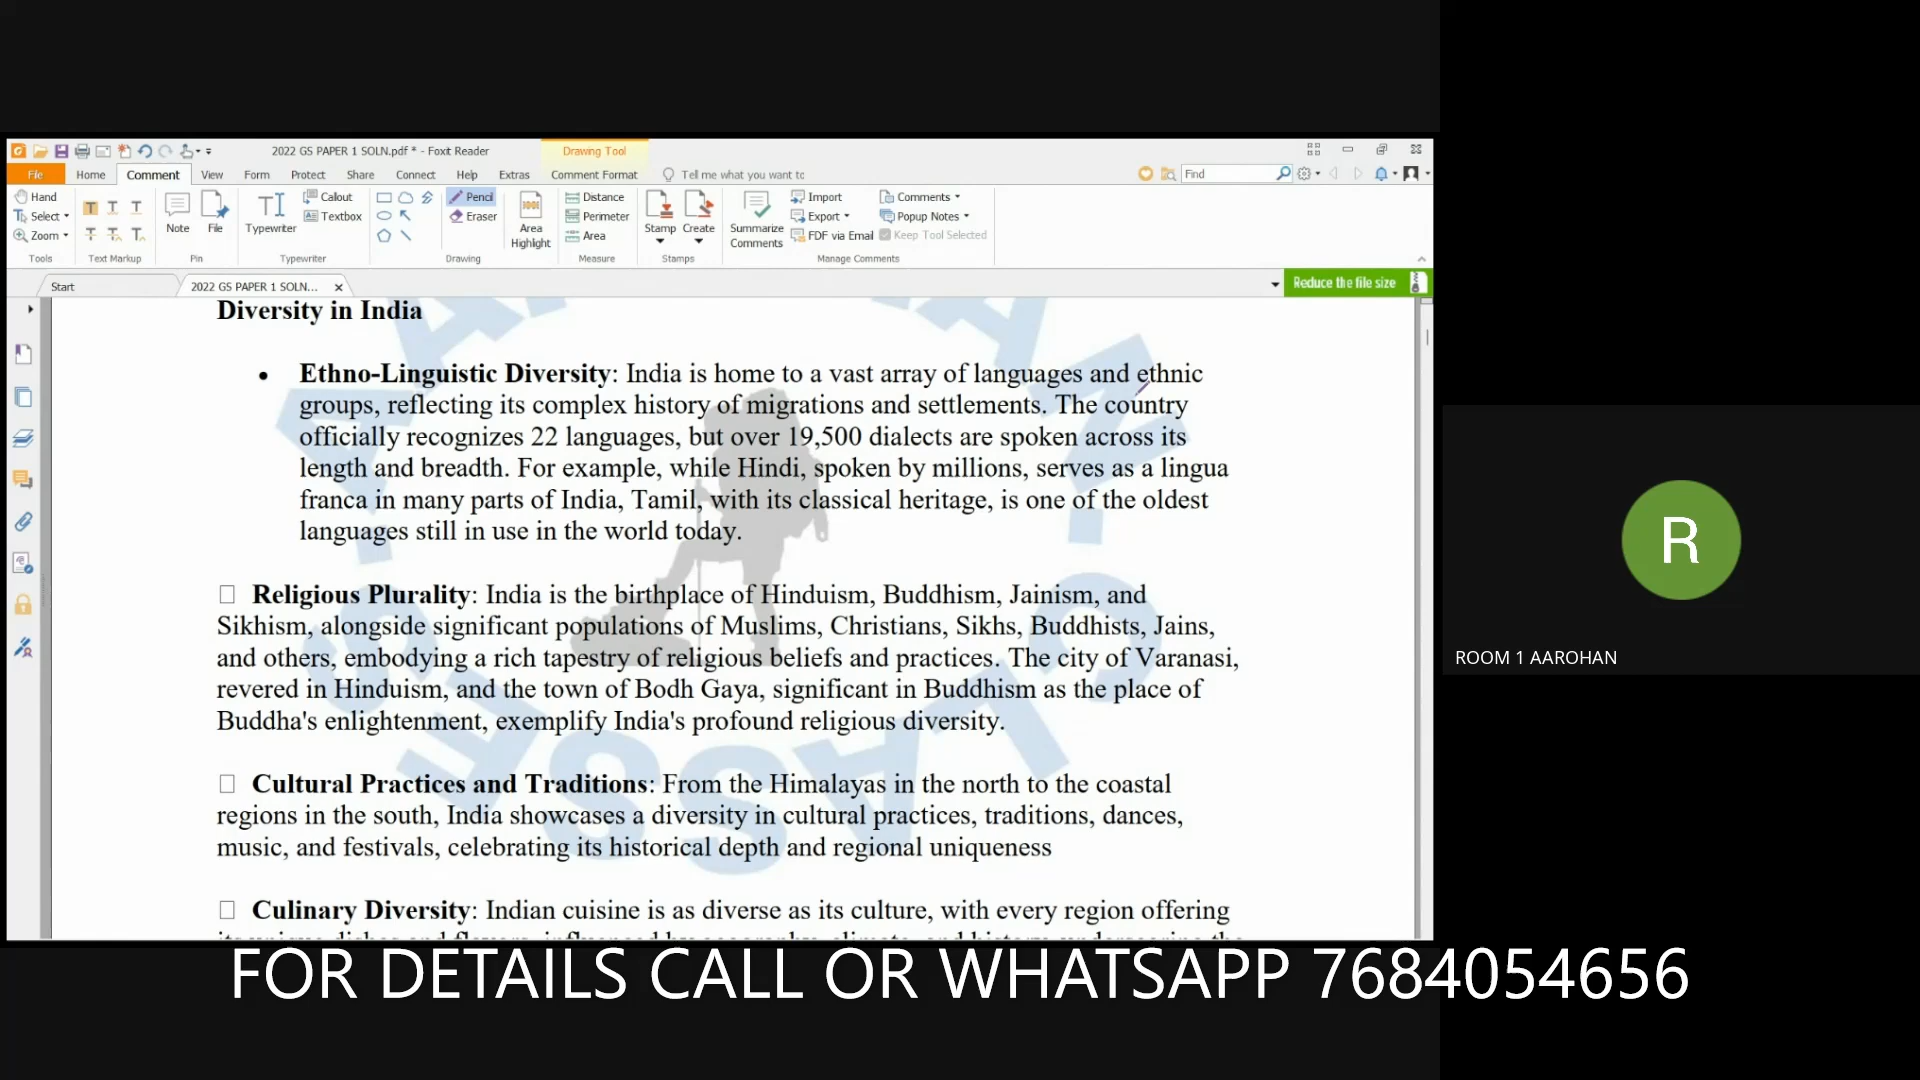 2022 GS PAPER 1 SOLN.pdf * - Foxit Reader
Drawing Tool
File Home Comment View Form Protect Share Connect Help Extras Comment Format Tell me what you want to Find
Hand
Select
Zoom
Tools
Text Markup
Note File
Pin
Typewriter
Callout
Textbox
Typewriter
Pencil
Eraser
Drawing
Area Highlight
Distance
Perimeter
Area
Measure
Stamp Create
Stamps
Summarize Comments
Import
Export
FDF via Email
Comments
Popup Notes
Keep Tool Selected
Manage Comments
Start 2022 GS PAPER 1 SOLN... Reduce the file size
Diversity in India
• Ethno-Linguistic Diversity: India is home to a vast array of languages and ethnic
groups, reflecting its complex history of migrations and settlements. The country
officially recognizes 22 languages, but over 19,500 dialects are spoken across its
length and breadth. For example, while Hindi, spoken by millions, serves as a lingua
franca in many parts of India, Tamil, with its classical heritage, is one of the oldest
languages still in use in the world today.
Religious Plurality: India is the birthplace of Hinduism, Buddhism, Jainism, and
Sikhism, alongside significant populations of Muslims, Christians, Sikhs, Buddhists, Jains,
and others, embodying a rich tapestry of religious beliefs and practices. The city of Varanasi,
revered in Hinduism, and the town of Bodh Gaya, significant in Buddhism as the place of
Buddha's enlightenment, exemplify India's profound religious diversity.
Cultural Practices and Traditions: From the Himalayas in the north to the coastal
regions in the south, India showcases a diversity in cultural practices, traditions, dances,
music, and festivals, celebrating its historical depth and regional uniqueness
Culinary Diversity: Indian cuisine is as diverse as its culture, with every region offering
CLASSES
R
ROOM 1 AAROHAN
FOR DETAILS CALL OR WHATSAPP 7684054656